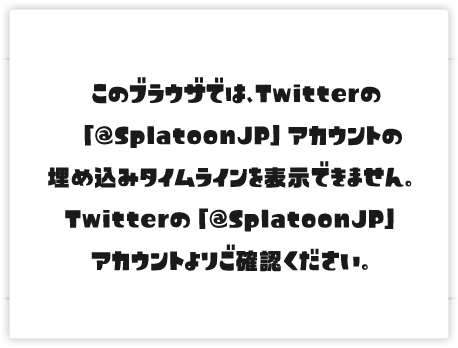 このブラウザでは、Twitterの
「@SplatoonJP」アカウントの
埋め込みタイムラインを表示できません。
Twitterの「@SplatoonJP」
アカウントよりご確認ください。